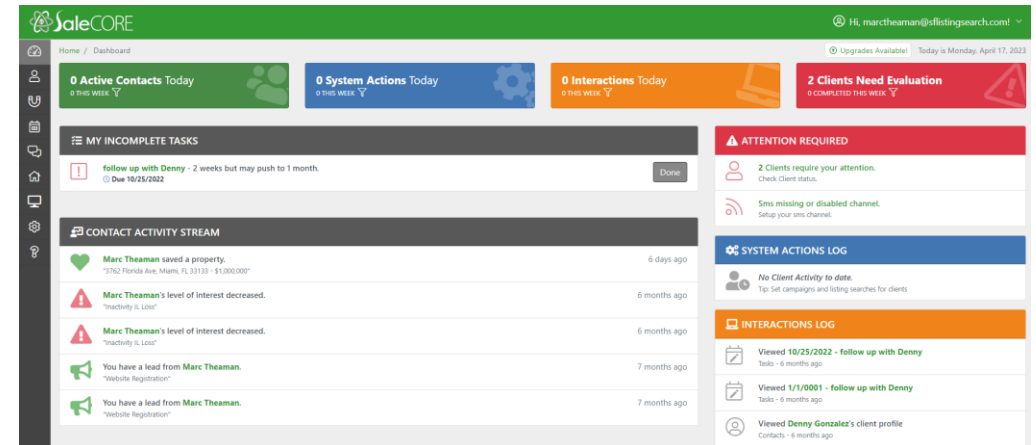 SaleCORE
Hi, marctheaman@sflistingsearch.com!
Home / Dashboard
Upgrades Available!
Today is Monday, April 17, 2023
0 Active Contacts Today
0 THIS WEEK
0 System Actions Today
0 THIS WEEK
0 Interactions Today
0 THIS WEEK
2 Clients Need Evaluation
0 COMPLETED THIS WEEK
MY INCOMPLETE TASKS
follow up with Denny - 2 weeks but may push to 1 month.
Due 10/25/2022
Done
CONTACT ACTIVITY STREAM
Marc Theaman saved a property.
"3762 Florida Ave, Miami, FL 33133 - $1,000,000"
6 days ago
Marc Theaman's level of interest decreased.
"Inactivity IL Loss"
6 months ago
Marc Theaman's level of interest decreased.
"Inactivity IL Loss"
6 months ago
You have a lead from Marc Theaman.
"Website Registration"
7 months ago
You have a lead from Marc Theaman.
"Website Registration"
7 months ago
ATTENTION REQUIRED
2 Clients require your attention.
Check Client status.
Sms missing or disabled channel.
Setup your sms channel.
SYSTEM ACTIONS LOG
No Client Activity to date.
Tip: Set campaigns and listing searches for clients
INTERACTIONS LOG
Viewed 10/25/2022 - follow up with Denny
Tasks - 6 months ago
Viewed 1/1/0001 - follow up with Denny
Tasks - 6 months ago
Viewed Denny Gonzalez's client profile
Contacts - 6 months ago